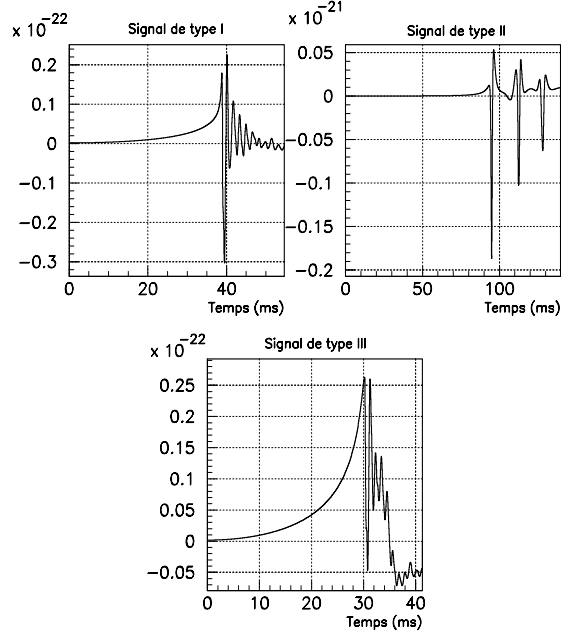 x 10-22
Signal de type I
0.2
0.1
0
-0.1
-0.2
-0.3
0 20 40
Temps (ms)
x 10-21
Signal de type II
0.05
0
-0.05
-0.1
-0.15
-0.2
0 50 100
Temps (ms)
x 10-22
Signal de type III
0.25
0.2
0.15
0.1
0.05
0
-0.05
0 10 20 30 40
Temps (ms)